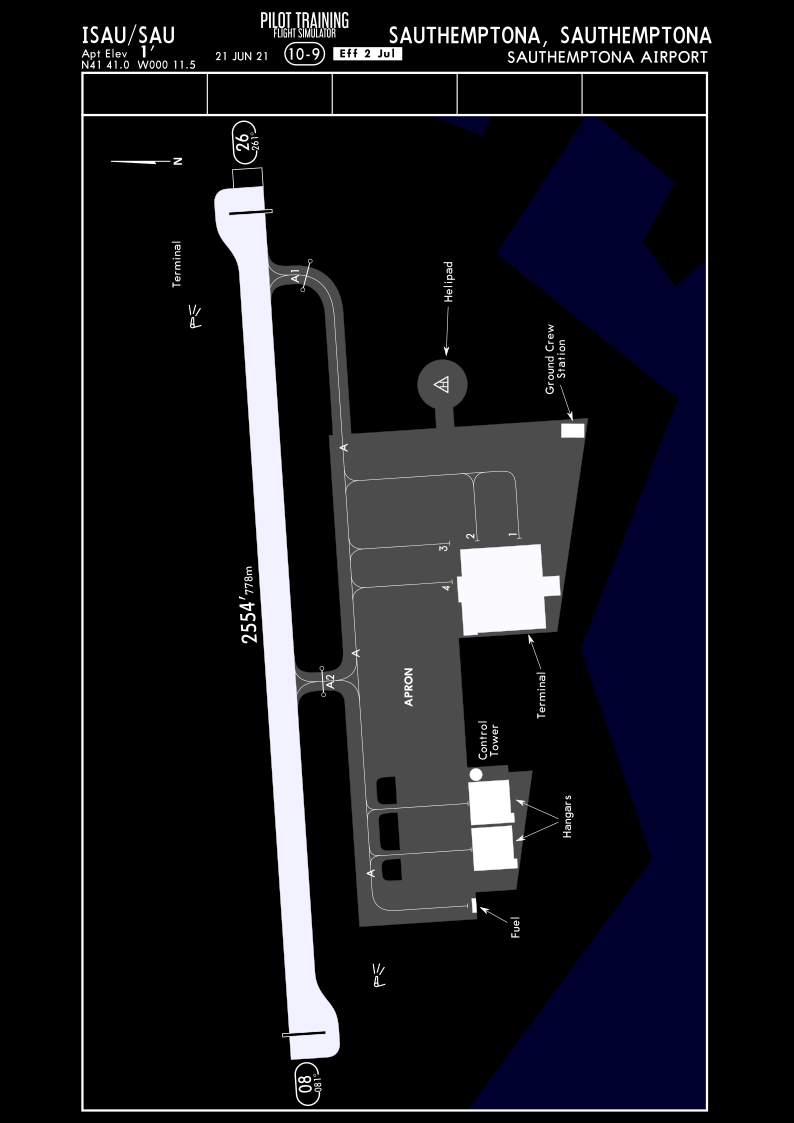 ISAU/SAU
Apt Elev 1'
N41 41.0 W000 11.5
21 JUN 21
PILOT TRAINING
FLIGHT SIMULATOR
10-9
Eff 2 Jul
SAUTHEMPTONA, SAUTHEMPTONA
SAUTHEMPTONA AIRPORT
N
26
261°
Terminal
A1
Helipad
H
Ground Crew
Station
A
2
1
3
4
2554' 778m
A
A2
APRON
Terminal
Control
Tower
Hangars
A
Fuel
08
081°